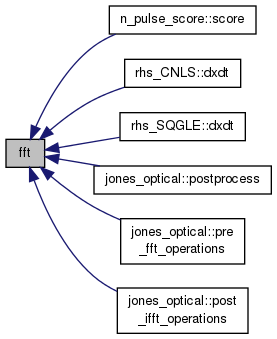 n_pulse_score::score
rhs_CNLS::dxdt
rhs_SQGLE::dxdt
fft
jones_optical::postprocess
jones_optical::pre
_fft_operations
jones_optical::post
_ifft_operations